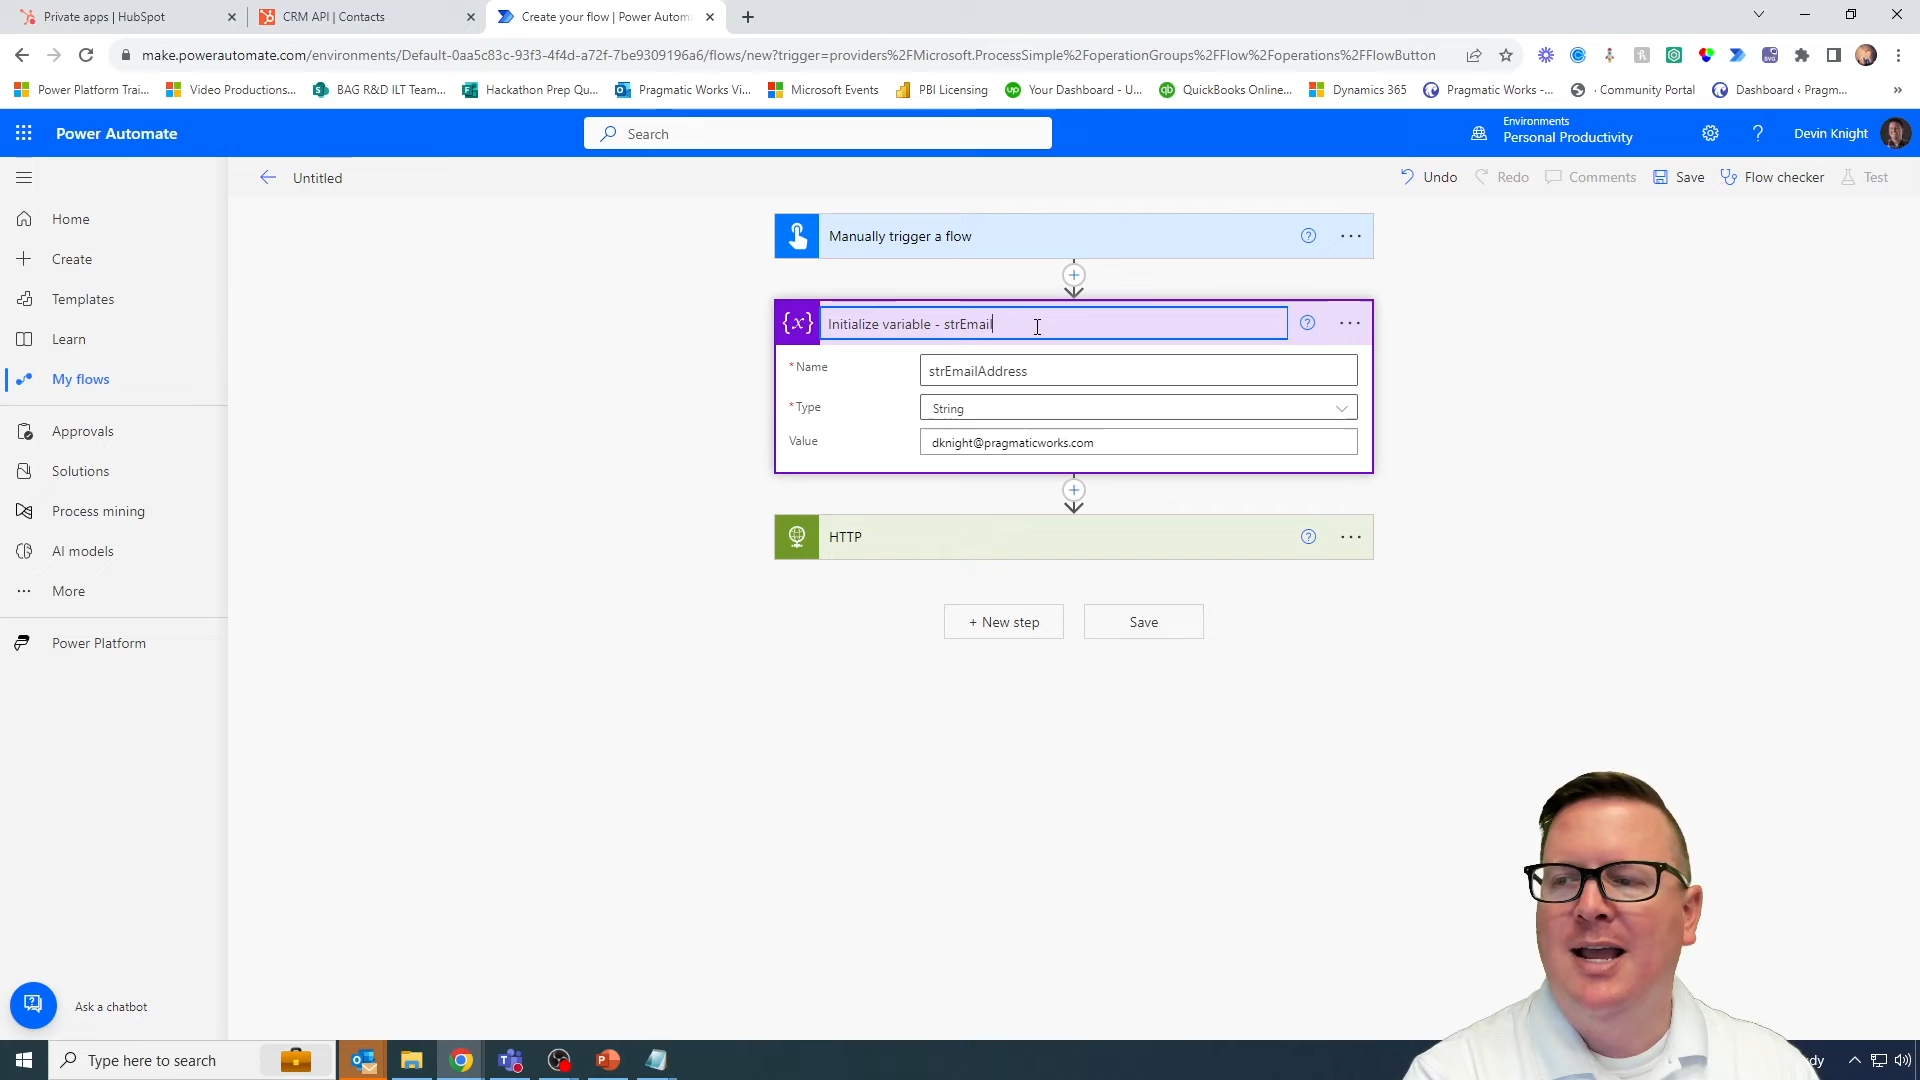 Private apps | HubSpot
CRM API | Contacts
Create your flow | Power Autom
make.powerautomate.com/environments/Default-0aa5c83c-93f3-4f4d-a72f-7be9309196a6/flows/new?trigger=providers%2FMicrosoft.ProcessSimple%2FoperationGroups%2FFlow%2Foperations%2FFlowButton
Power Platform Trai...
Video Productions...
BAG R&D ILT Team...
Hackathon Prep Qu...
Pragmatic Works Vi...
Microsoft Events
PBI Licensing
Your Dashboard - U...
QuickBooks Online...
Dynamics 365
Pragmatic Works -...
· Community Portal
Dashboard ‹ Pragm...
Power Automate
Search
Environments
Personal Productivity
Devin Knight
Untitled
Undo
Redo
Comments
Save
Flow checker
Test
Home
Create
Templates
Learn
My flows
Approvals
Solutions
Process mining
AI models
More
Power Platform
Ask a chatbot
Manually trigger a flow
{x} Initialize variable - strEmail
* Name
strEmailAddress
* Type
String
Value
dknight@pragmaticworks.com
HTTP
+ New step
Save
Type here to search